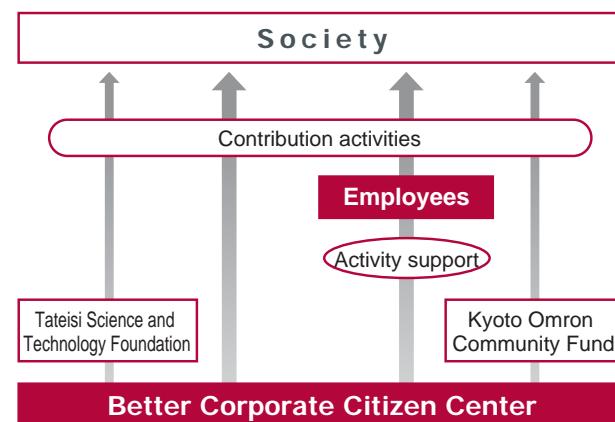 Society
Contribution activities
Employees
Activity support
Tateisi Science and
Technology Foundation
Kyoto Omron
Community Fund
Better Corporate Citizen Center